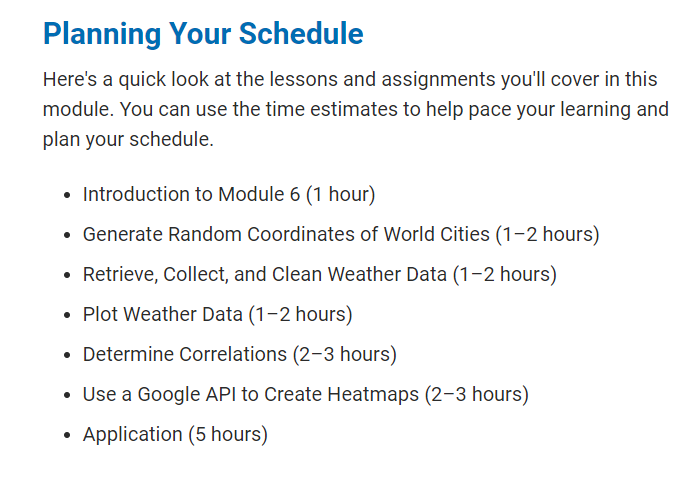 Planning Your Schedule
Here's a quick look at the lessons and assignments you'll cover in this
module. You can use the time estimates to help pace your learning and
plan your schedule.
• Introduction to Module 6 (1 hour)
• Generate Random Coordinates of World Cities (1–2 hours)
• Retrieve, Collect, and Clean Weather Data (1–2 hours)
• Plot Weather Data (1–2 hours)
• Determine Correlations (2–3 hours)
• Use a Google API to Create Heatmaps (2–3 hours)
• Application (5 hours)